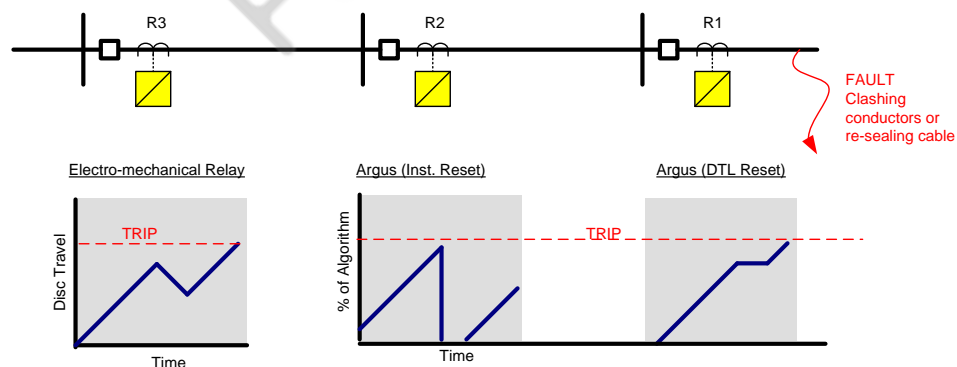 R3
R2
R1
FAULT
Clashing
conductors or
re-sealing cable
Electro-mechanical Relay
Argus (Inst. Reset)
Argus (DTL Reset)
TRIP
TRIP
Disc Travel
% of Algorithm
Time
Time